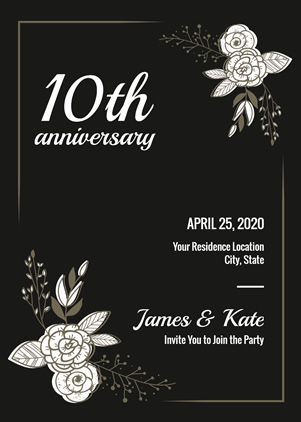 10th
anniversary
APRIL 25, 2020
Your Residence Location
City, State
James & Kate
Invite You to Join the Party